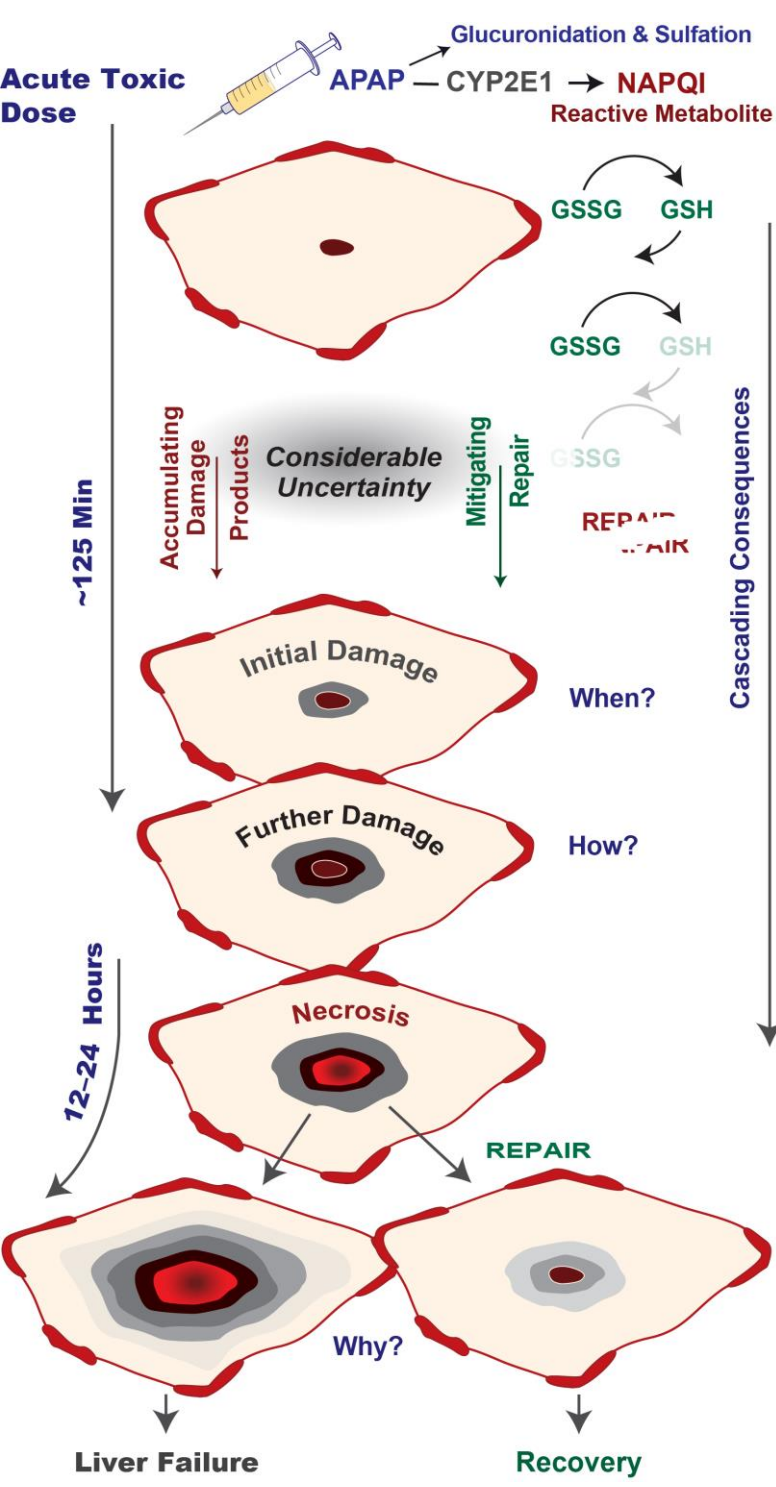 Glucuronidation & Sulfation
Acute Toxic
Dose
APAP
CYP2E1
NAPQI
Reactive Metabolite
GSSG
GSH
GSSG
GSH
GSSG
Accumulating
Damage
Products
Considerable
Uncertainty
Mitigating
Repair
REPAIR
~125 Min
Cascading Consequences
Initial Damage
When?
Further Damage
How?
12–24 Hours
Necrosis
REPAIR
Why?
Liver Failure
Recovery